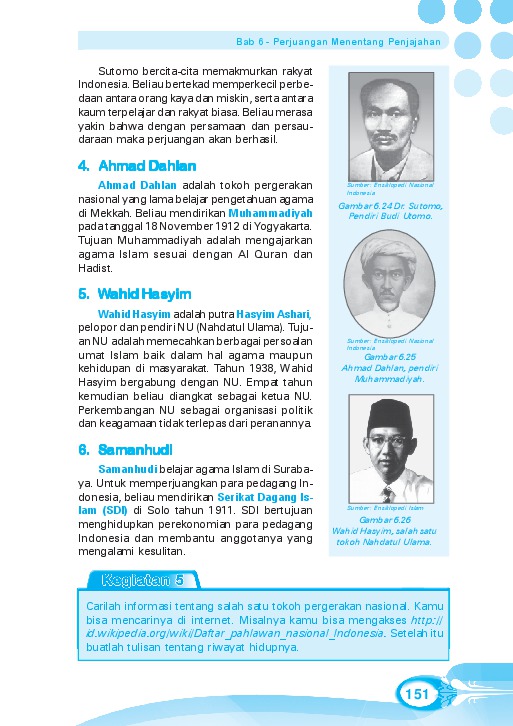 Bab 6 - Perjuangan Menentang Penjajahan
Sutomo bercita-cita memakmurkan rakyat
Indonesia. Beliau bertekad memperkecil perbe-
daan antara orang kaya dan miskin, serta antara
kaum terpelajar dan rakyat biasa. Beliau merasa
yakin bahwa dengan persamaan dan persau-
daraan maka perjuangan akan berhasil.
4. Ahmad Dahlan
Ahmad Dahlan adalah tokoh pergerakan
nasional yang lama belajar pengetahuan agama
di Mekkah. Beliau mendirikan Muhammadiyah
pada tanggal 18 November 1912 di Yogyakarta.
Tujuan Muhammadiyah adalah mengajarkan
agama Islam sesuai dengan Al Quran dan
Hadist.
5. Wahid Hasyim
Wahid Hasyim adalah putra Hasyim Ashari,
pelopor dan pendiri NU (Nahdatul Ulama). Tuju-
an NU adalah memecahkan berbagai persoalan
umat Islam baik dalam hal agama maupun
kehidupan di masyarakat. Tahun 1938, Wahid
Hasyim bergabung dengan NU. Empat tahun
kemudian beliau diangkat sebagai ketua NU.
Perkembangan NU sebagai organisasi politik
dan keagamaan tidak terlepas dari peranannya.
6. Samanhudi
Samanhudi belajar agama Islam di Suraba-
ya. Untuk memperjuangkan para pedagang In-
donesia, beliau mendirikan Serikat Dagang Is-
lam (SDI) di Solo tahun 1911. SDI bertujuan
menghidupkan perekonomian para pedagang
Indonesia dan membantu anggotanya yang
mengalami kesulitan.
Sumber: Ensiklopedi Nasional
Indonesia
Gambar 6.24 Dr. Sutomo,
Pendiri Budi Utomo.
Sumber: Ensiklopedi Nasional
Indonesia
Gambar 6.25
Ahmad Dahlan, pendiri
Muhammadiyah.
Sumber: Ensiklopedi Islam
Gambar 6.26
Wahid Hasyim, salah satu
tokoh Nahdatul Ulama.
Kegiatan 5
Carilah informasi tentang salah satu tokoh pergerakan nasional. Kamu
bisa mencarinya di internet. Misalnya kamu bisa mengakses http://
id.wikipedia.org/wiki/Daftar_pahlawan_nasional_Indonesia. Setelah itu
buatlah tulisan tentang riwayat hidupnya.
151